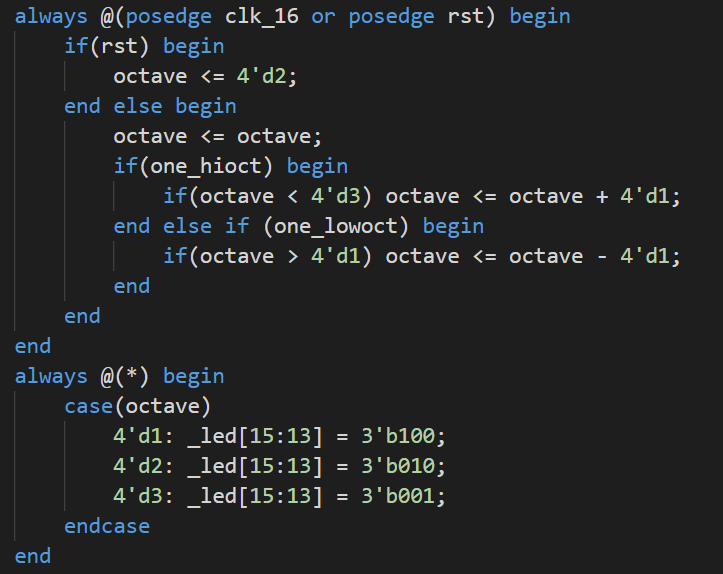 always @(posedge clk_16 or posedge rst) begin
    if(rst) begin
        octave <= 4'd2;
    end else begin
        octave <= octave;
        if(one_hioct) begin
            if(octave < 4'd3) octave <= octave + 4'd1;
        end else if (one_lowoct) begin
            if(octave > 4'd1) octave <= octave - 4'd1;
        end
    end
end
always @(*) begin
    case(octave)
        4'd1: _led[15:13] = 3'b100;
        4'd2: _led[15:13] = 3'b010;
        4'd3: _led[15:13] = 3'b001;
    endcase
end